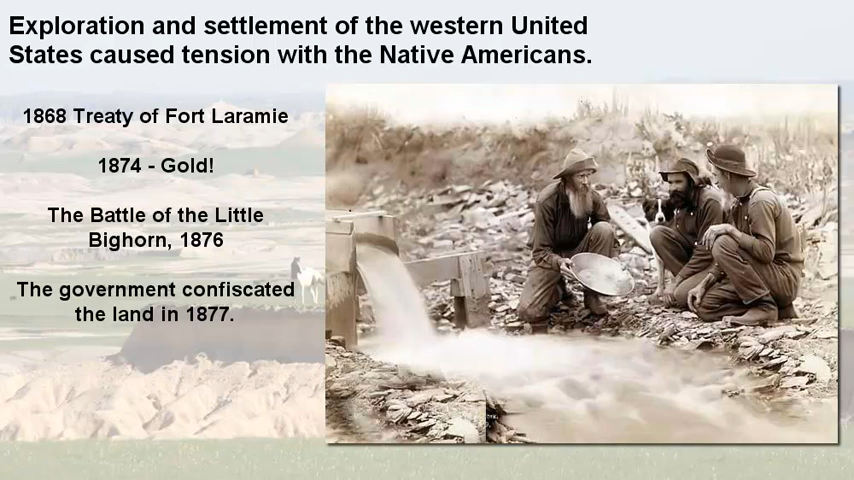 Exploration and settlement of the western United
States caused tension with the Native Americans.
1868 Treaty of Fort Laramie
1874 - Gold!
The Battle of the Little
Bighorn, 1876
The government confiscated
the land in 1877.